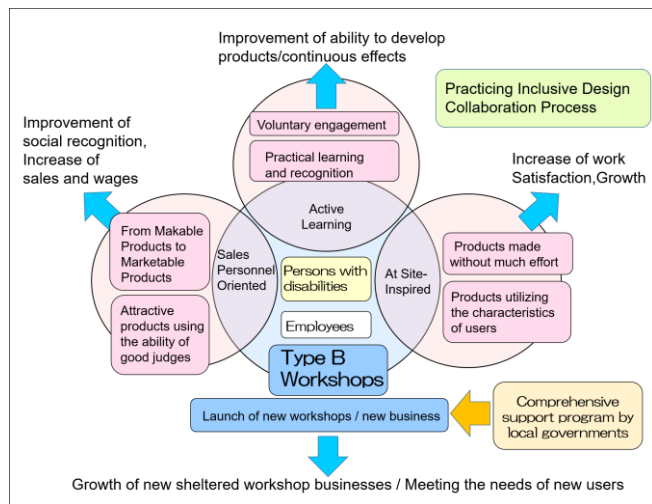 Improvement of ability to develop
products/continuous effects
Practicing Inclusive Design
Collaboration Process
Voluntary engagement
Practical learning
and recognition
Improvement of
social recognition,
Increase of
sales and wages
Increase of work
Satisfaction,Growth
Active
Learning
From Makable
Products to
Marketable
Products
Sales
Personnel
Oriented
Persons with
disabilities
At Site-
Inspired
Products made
without much effort
Attractive
products using
the ability of
good judges
Employees
Products utilizing
the characteristics
of users
Type B
Workshops
Launch of new workshops / new business
Comprehensive
support program by
local governments
Growth of new sheltered workshop businesses / Meeting the needs of new users